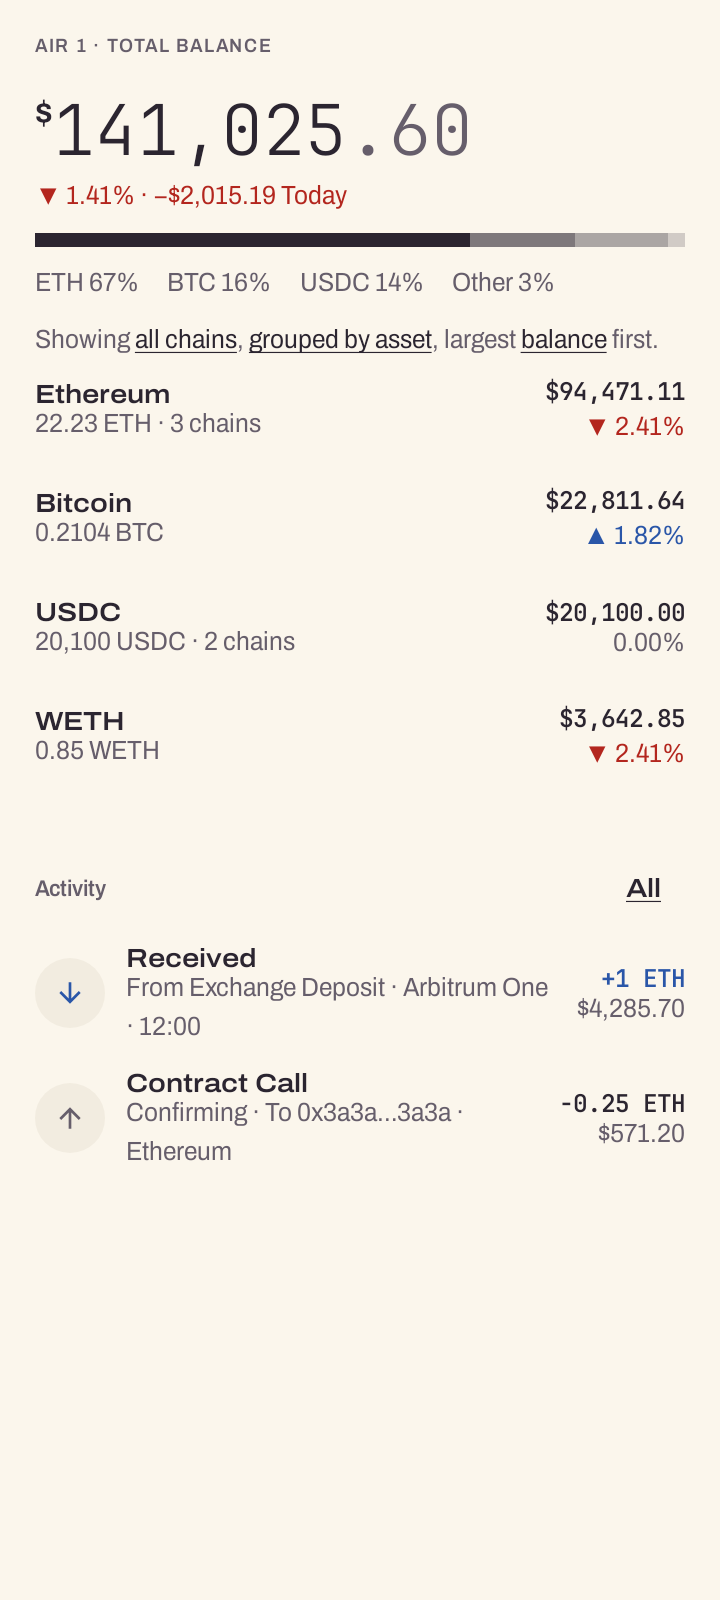 AIR 1 · TOTAL BALANCE
$141,025.60
▼ 1.41% · −$2,015.19 Today
ETH 67% BTC 16% USDC 14% Other 3%
Showing all chains, grouped by asset, largest balance first.
Ethereum $94,471.11
22.23 ETH · 3 chains ▼ 2.41%
Bitcoin $22,811.64
0.2104 BTC ▲ 1.82%
USDC $20,100.00
20,100 USDC · 2 chains 0.00%
WETH $3,642.85
0.85 WETH ▼ 2.41%
Activity All
Received
From Exchange Deposit · Arbitrum One
· 12:00
+1 ETH
$4,285.70
Contract Call
Confirming · To 0x3a3a...3a3a ·
Ethereum
-0.25 ETH
$571.20